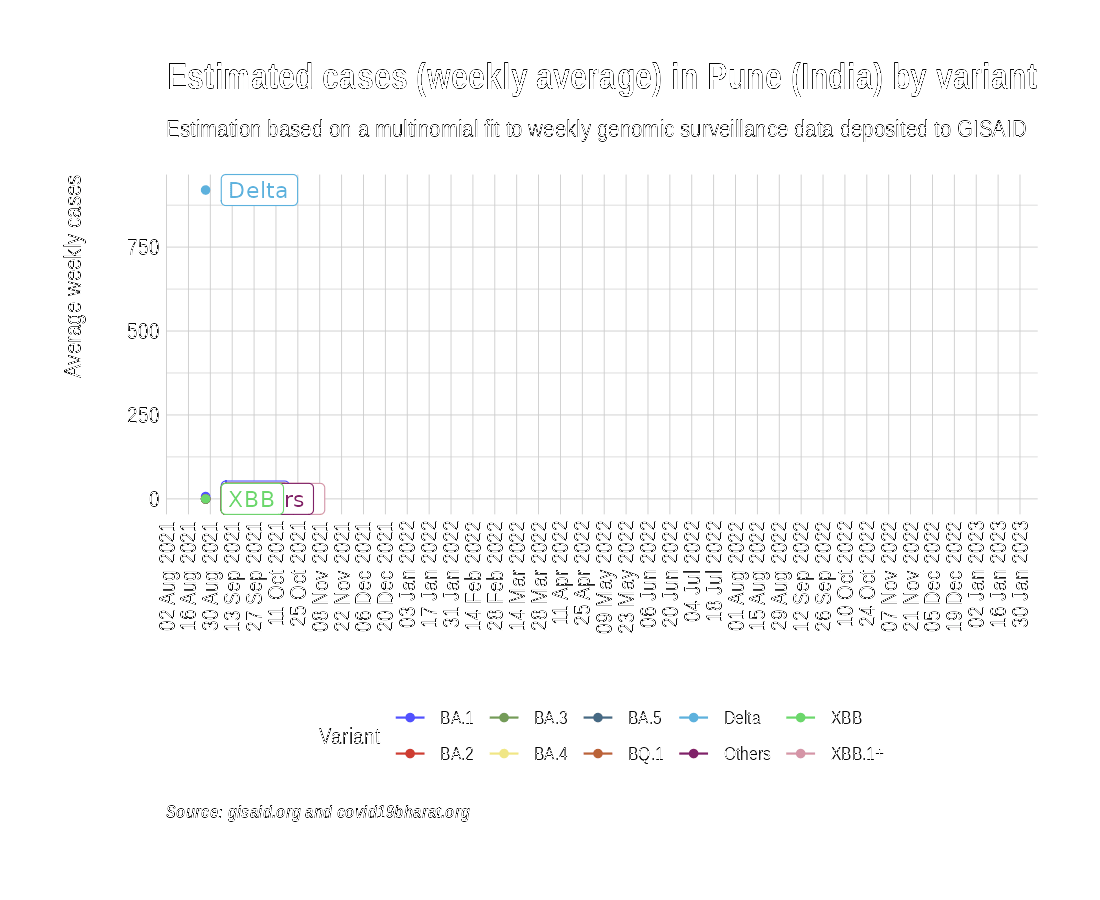 Estimated cases (weekly average) in Pune (India) by variant
Estimation based on a multinomial fit to weekly genomic surveillance data deposited to GISAID
Average weekly cases
Delta
750
500
250
0
XBB
rs
02 Aug 2021
16 Aug 2021
30 Aug 2021
13 Sep 2021
27 Sep 2021
11 Oct 2021
25 Oct 2021
08 Nov 2021
22 Nov 2021
06 Dec 2021
20 Dec 2021
03 Jan 2022
17 Jan 2022
31 Jan 2022
14 Feb 2022
28 Feb 2022
14 Mar 2022
28 Mar 2022
11 Apr 2022
25 Apr 2022
09 May 2022
23 May 2022
06 Jun 2022
20 Jun 2022
04 Jul 2022
18 Jul 2022
01 Aug 2022
15 Aug 2022
29 Aug 2022
12 Sep 2022
26 Sep 2022
10 Oct 2022
24 Oct 2022
07 Nov 2022
21 Nov 2022
05 Dec 2022
19 Dec 2022
02 Jan 2023
16 Jan 2023
30 Jan 2023
Variant
BA.1 BA.3 BA.5 Delta XBB
BA.2 BA.4 BQ.1 Others XBB.1+
Source: gisaid.org and covid19bharat.org